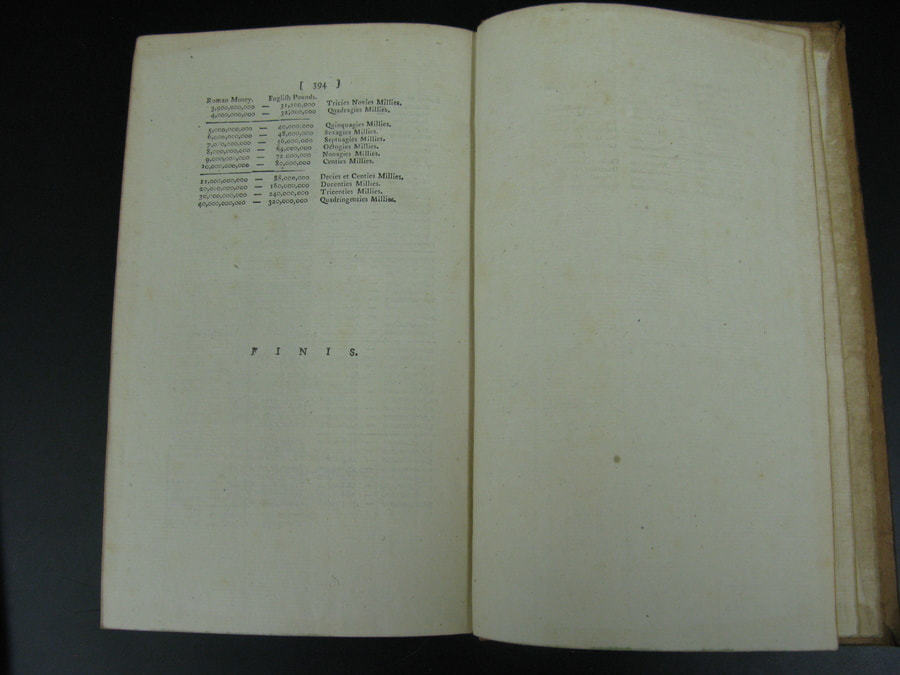 [ 394 ]
Roman Money. English Pounds.
3,900,000,000 — 31,200,000 Tricies Novies Millies.
4,000,000,000 — 32,000,000 Quadragies Millies.
5,000,000,000 — 40,000,000 Quinquagies Millies.
6,000,000,000 — 48,000,000 Sexagies Millies.
7,000,000,000 — 56,000,000 Septuagies Millies.
8,000,000,000 — 64,000,000 Octogies Millies.
9,000,000,000 — 72,000,000 Nonagies Millies.
10,000,000,000 — 80,000,000 Centies Millies.
11,000,000,000 — 88,000,000 Decies et Centies Millies.
20,000,000,000 — 160,000,000 Ducenties Millies.
30,000,000,000 — 240,000,000 Tricenties Millies.
40,000,000,000 — 320,000,000 Quadringenties Millies.
F I N I S.